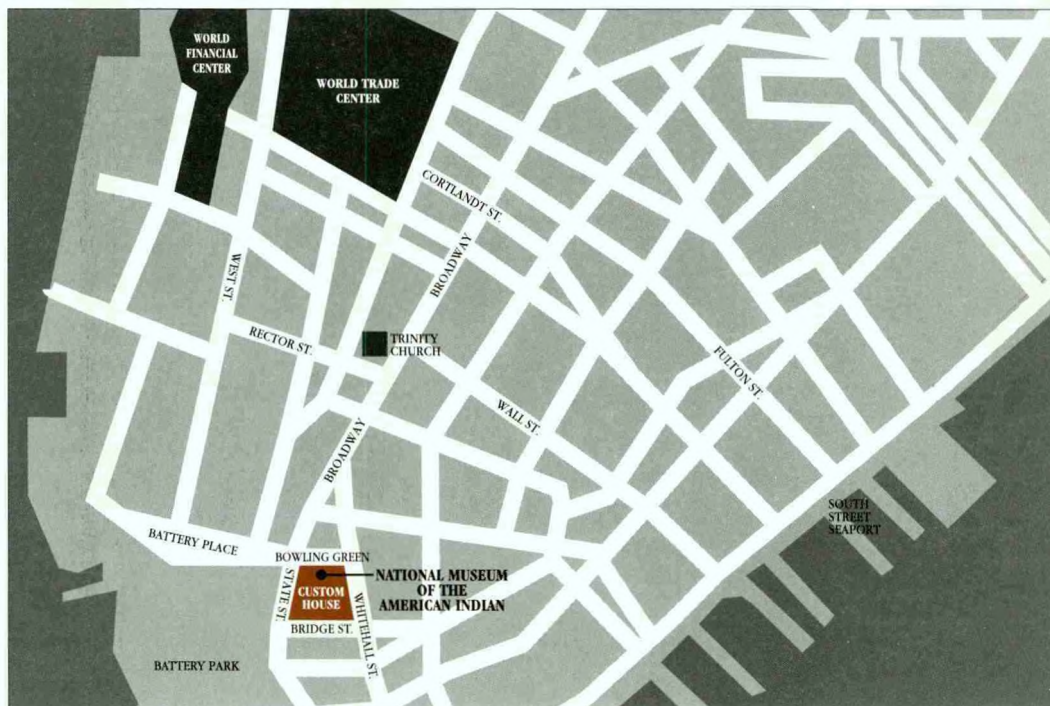 WORLD
FINANCIAL
CENTER
WORLD TRADE
CENTER
CORTLANDT ST.
BROADWAY
WEST ST.
RECTOR ST.
TRINITY
CHURCH
FULTON ST.
WALL ST.
BROADWAY
SOUTH
STREET
SEAPORT
BATTERY PLACE
BOWLING GREEN
STATE ST.
CUSTOM
HOUSE
NATIONAL MUSEUM
OF THE
AMERICAN INDIAN
WHITEHALL ST.
BRIDGE ST.
BATTERY PARK